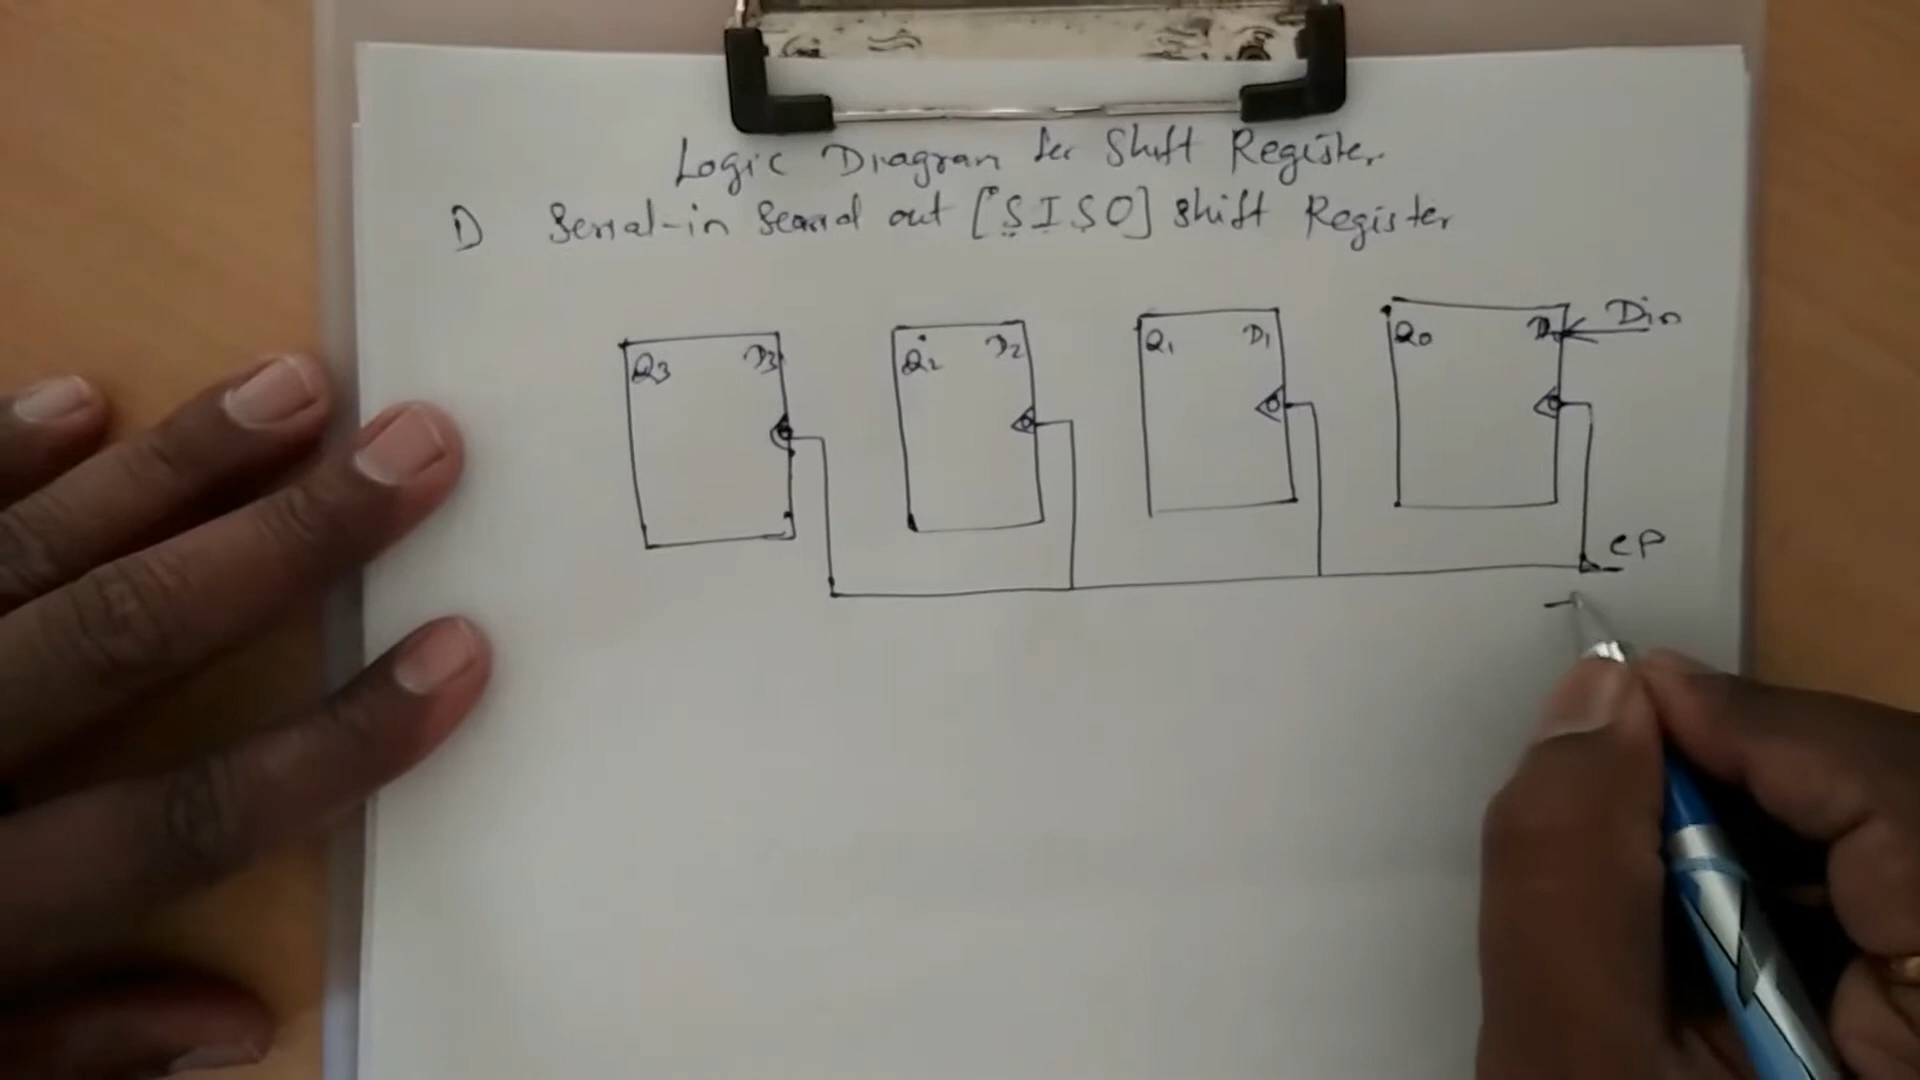 Logic Diagram for Shift Register
1) Serial-in Searial out [SISO] Shift Register
Q3 D3 Q2 D2 Q1 D1 Q0 D0 Din
CP